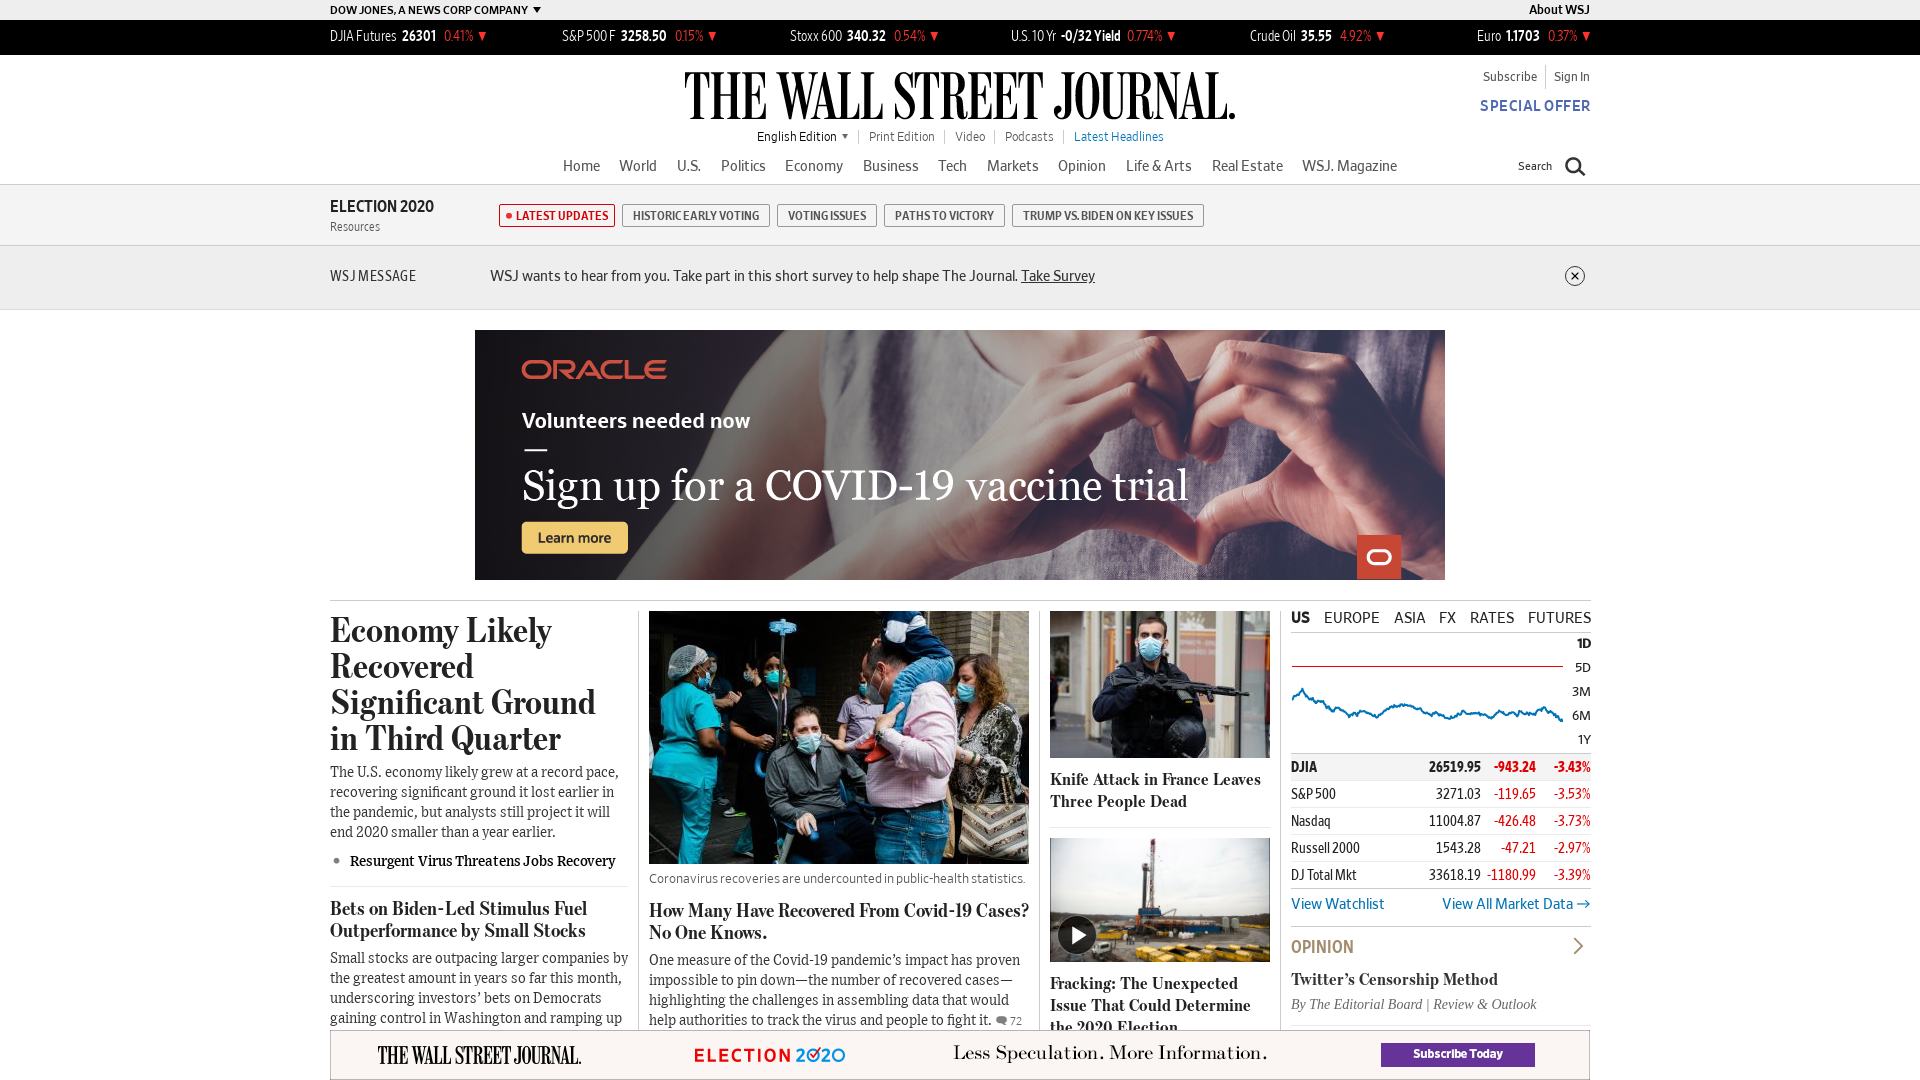 DOW JONES, A NEWS CORP COMPANY
About WSJ
DJIA Futures 26301 0.41%
S&P 500 F 3258.50 0.15%
Stoxx 600 340.32 0.54%
U.S. 10 Yr -0/32 Yield 0.774%
Crude Oil 35.55 4.92%
Euro 1.1703 0.37%
THE WALL STREET JOURNAL.
Subscribe
Sign In
SPECIAL OFFER
English Edition
Print Edition
Video
Podcasts
Latest Headlines
Home
World
U.S.
Politics
Economy
Business
Tech
Markets
Opinion
Life & Arts
Real Estate
WSJ. Magazine
Search
ELECTION 2020
Resources
LATEST UPDATES
HISTORIC EARLY VOTING
VOTING ISSUES
PATHS TO VICTORY
TRUMP VS. BIDEN ON KEY ISSUES
WSJ MESSAGE
WSJ wants to hear from you. Take part in this short survey to help shape The Journal. Take Survey
ORACLE
Volunteers needed now
Sign up for a COVID-19 vaccine trial
Learn more
Economy Likely
Recovered
Significant Ground
in Third Quarter
The U.S. economy likely grew at a record pace,
recovering significant ground it lost earlier in
the pandemic, but analysts still project it will
end 2020 smaller than a year earlier.
Resurgent Virus Threatens Jobs Recovery
Bets on Biden-Led Stimulus Fuel
Outperformance by Small Stocks
Small stocks are outpacing larger companies by
the greatest amount in years so far this month,
underscoring investors’ bets on Democrats
gaining control in Washington and ramping up
Coronavirus recoveries are undercounted in public-health statistics.
How Many Have Recovered From Covid-19 Cases?
No One Knows.
One measure of the Covid-19 pandemic’s impact has proven
impossible to pin down—the number of recovered cases—
highlighting the challenges in assembling data that would
help authorities to track the virus and people to fight it. 72
Knife Attack in France Leaves
Three People Dead
Fracking: The Unexpected
Issue That Could Determine
the 2020 Election
US
EUROPE
ASIA
FX
RATES
FUTURES
1D
5D
3M
6M
1Y
DJIA 26519.95 -943.24 -3.43%
S&P 500 3271.03 -119.65 -3.53%
Nasdaq 11004.87 -426.48 -3.73%
Russell 2000 1543.28 -47.21 -2.97%
DJ Total Mkt 33618.19 -1180.99 -3.39%
View Watchlist
View All Market Data
OPINION
Twitter’s Censorship Method
By The Editorial Board | Review & Outlook
THE WALL STREET JOURNAL.
ELECTION 2020
Less Speculation. More Information.
Subscribe Today